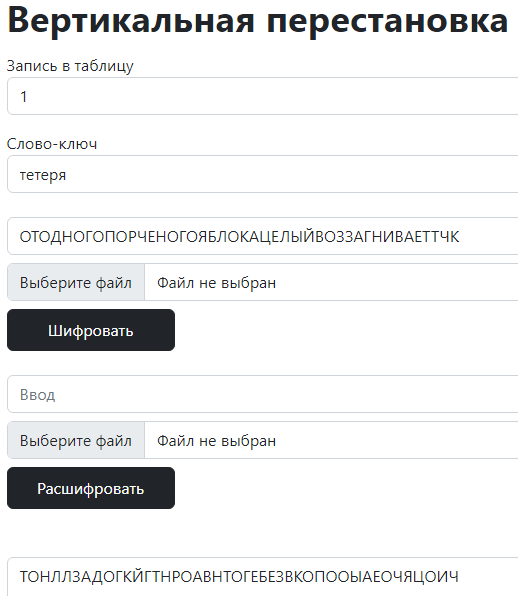 Вертикальная перестановка
Запись в таблицу
1
Слово-ключ
тетеря
ОТОДНОГОПОРЧЕНОГОЯБЛОКАЦЕЛЫЙВОЗЗАГНИВАЕТТЧК
Выберите файл Файл не выбран
Шифровать
Ввод
Выберите файл Файл не выбран
Расшифровать
ТОНЛЛЗАДОГКЙГТНРОАВНТОГЕБЕЗВКОПООЫАЕОЧЯЦОИЧ